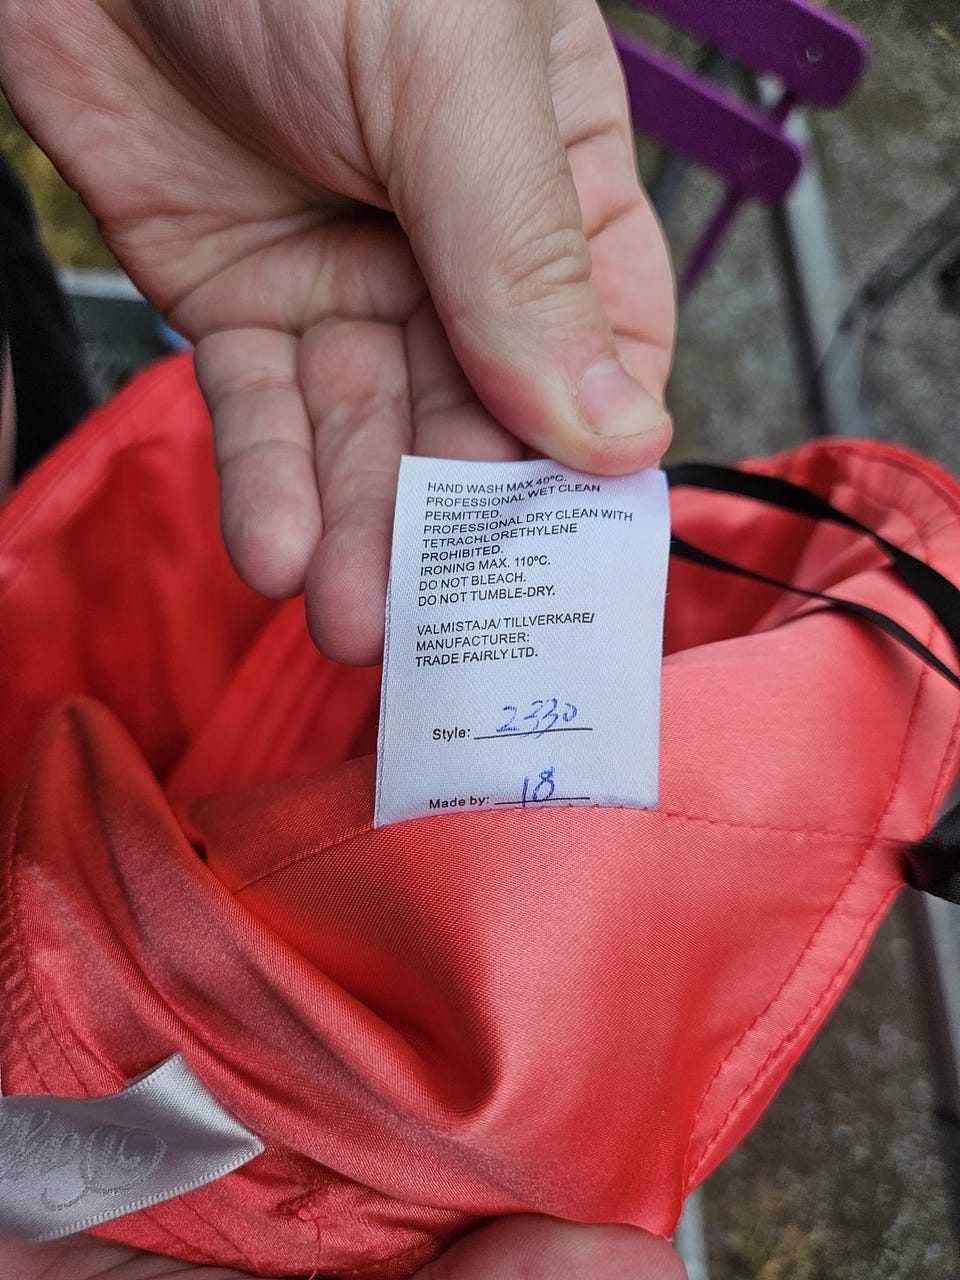 HAND WASH MAX 40ºC.
PROFESSIONAL WET CLEAN
PERMITTED.
PROFESSIONAL DRY CLEAN WITH
TETRACHLORETHYLENE
PROHIBITED.
IRONING MAX. 110ºC.
DO NOT BLEACH.
DO NOT TUMBLE-DRY.
VALMISTAJA/ TILLVERKARE/
MANUFACTURER:
TRADE FAIRLY LTD.
Style: 2330
Made by: 18